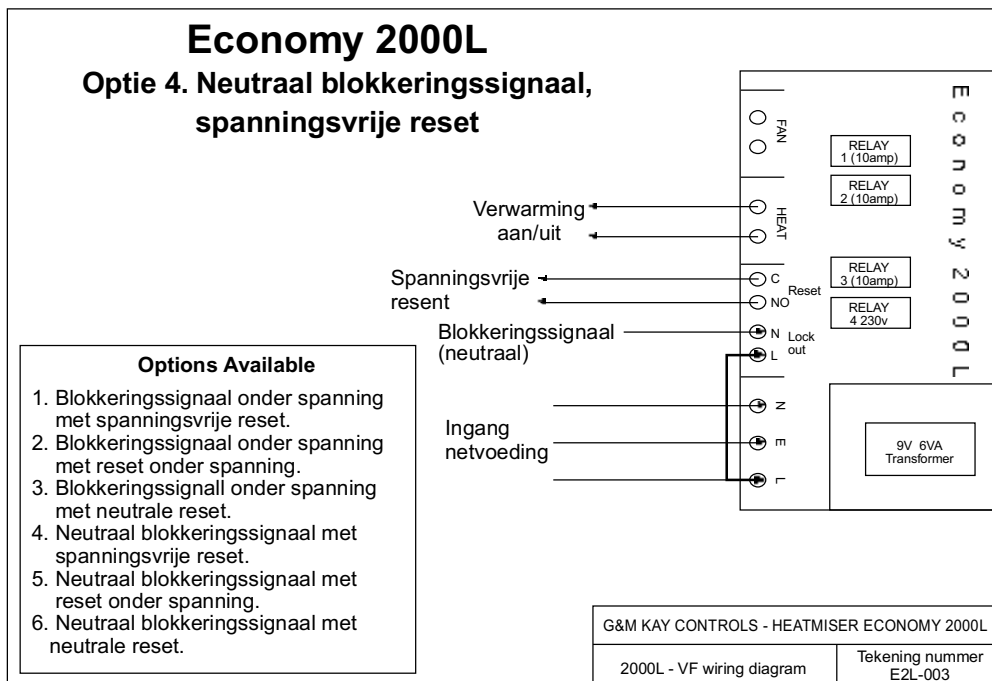 Economy 2000L
Optie 4. Neutraal blokkeringssignaal,
spanningsvrije reset
Economy 2000L
FAN
RELAY
1 (10amp)
RELAY
2 (10amp)
Verwarming
aan/uit
HEAT
Spanningsvrije
resent
C
NO
Reset
RELAY
3 (10amp)
RELAY
4 230v
Blokkeringssignaal
(neutraal)
N
L
Lock
out
Ingang
netvoeding
N
E
L
9V 6VA
Transformer
Options Available
1. Blokkeringssignaal onder spanning
met spanningsvrije reset.
2. Blokkeringssignaal onder spanning
met reset onder spanning.
3. Blokkeringssignall onder spanning
met neutrale reset.
4. Neutraal blokkeringssignaal met
spanningsvrije reset.
5. Neutraal blokkeringssignaal met
reset onder spanning.
6. Neutraal blokkeringssignaal met
neutrale reset.
G&M KAY CONTROLS - HEATMISER ECONOMY 2000L
2000L - VF wiring diagram
Tekening nummer
E2L-003